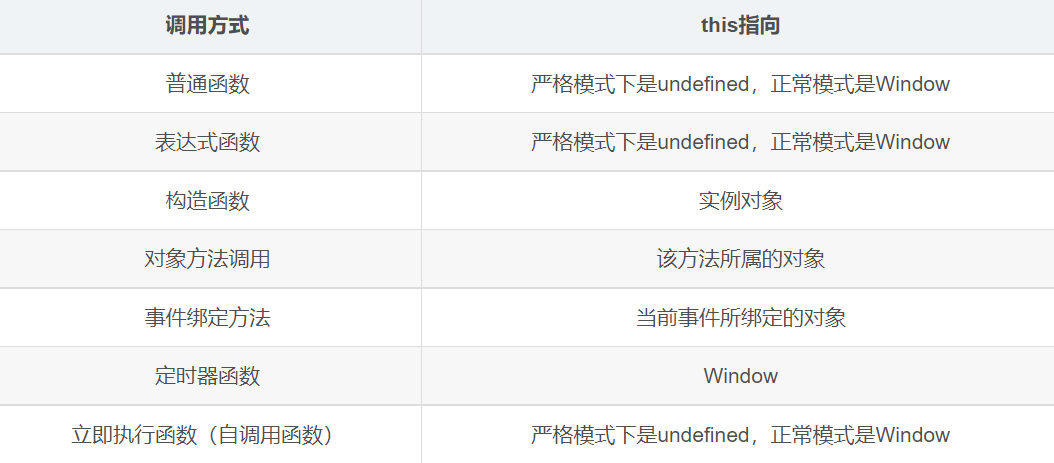 调用方式 this指向
普通函数 严格模式下是undefined，正常模式是Window
表达式函数 严格模式下是undefined，正常模式是Window
构造函数 实例对象
对象方法调用 该方法所属的对象
事件绑定方法 当前事件所绑定的对象
定时器函数 Window
立即执行函数（自调用函数） 严格模式下是undefined，正常模式是Window